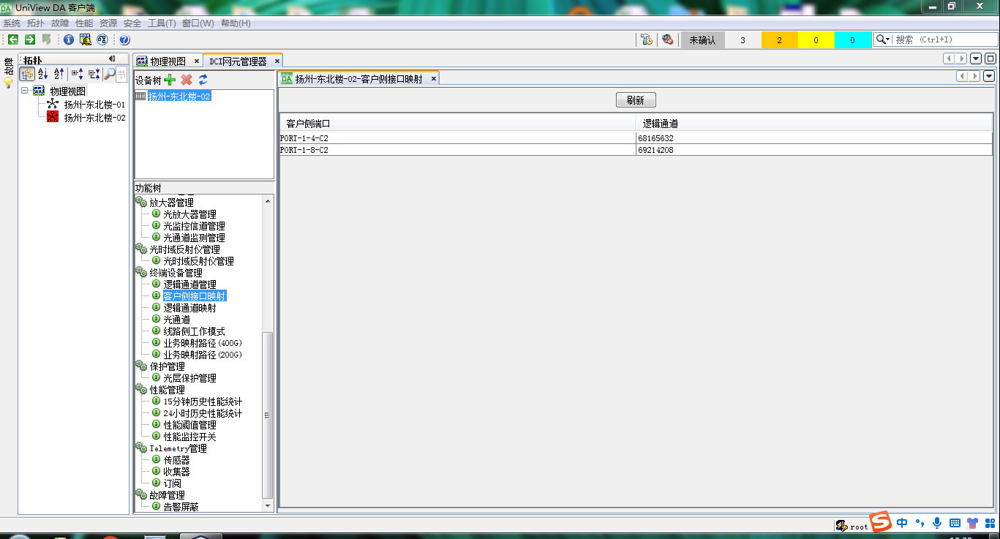 DA UniView DA 客户端
系统 拓扑 故障 性能 资源 安全 工具(T) 窗口(W) 帮助(H)
未确认 3 2 0 0 搜索 (Ctrl+I)
拓扑
物理视图
扬州-东北楼-01
扬州-东北楼-02
物理视图 DCI网元管理器
设备树
扬州-东北楼-02
功能树
放大器管理
光放大器管理
光监控信道管理
光通道监测管理
光时域反射仪管理
光时域反射仪管理
终端设备管理
逻辑通道管理
客户侧接口映射
逻辑通道映射
光通道
线路侧工作模式
业务映射路径(400G)
业务映射路径(200G)
保护管理
光层保护管理
性能管理
15分钟历史性能统计
24小时历史性能统计
性能阈值管理
性能监控开关
Telemetry管理
传感器
收集器
订阅
故障管理
告警屏蔽
DA 扬州-东北楼-02-客户侧接口映射
刷新
客户侧端口 逻辑通道
PORT-1-4-C2 68165632
PORT-1-8-C2 69214208
root 中